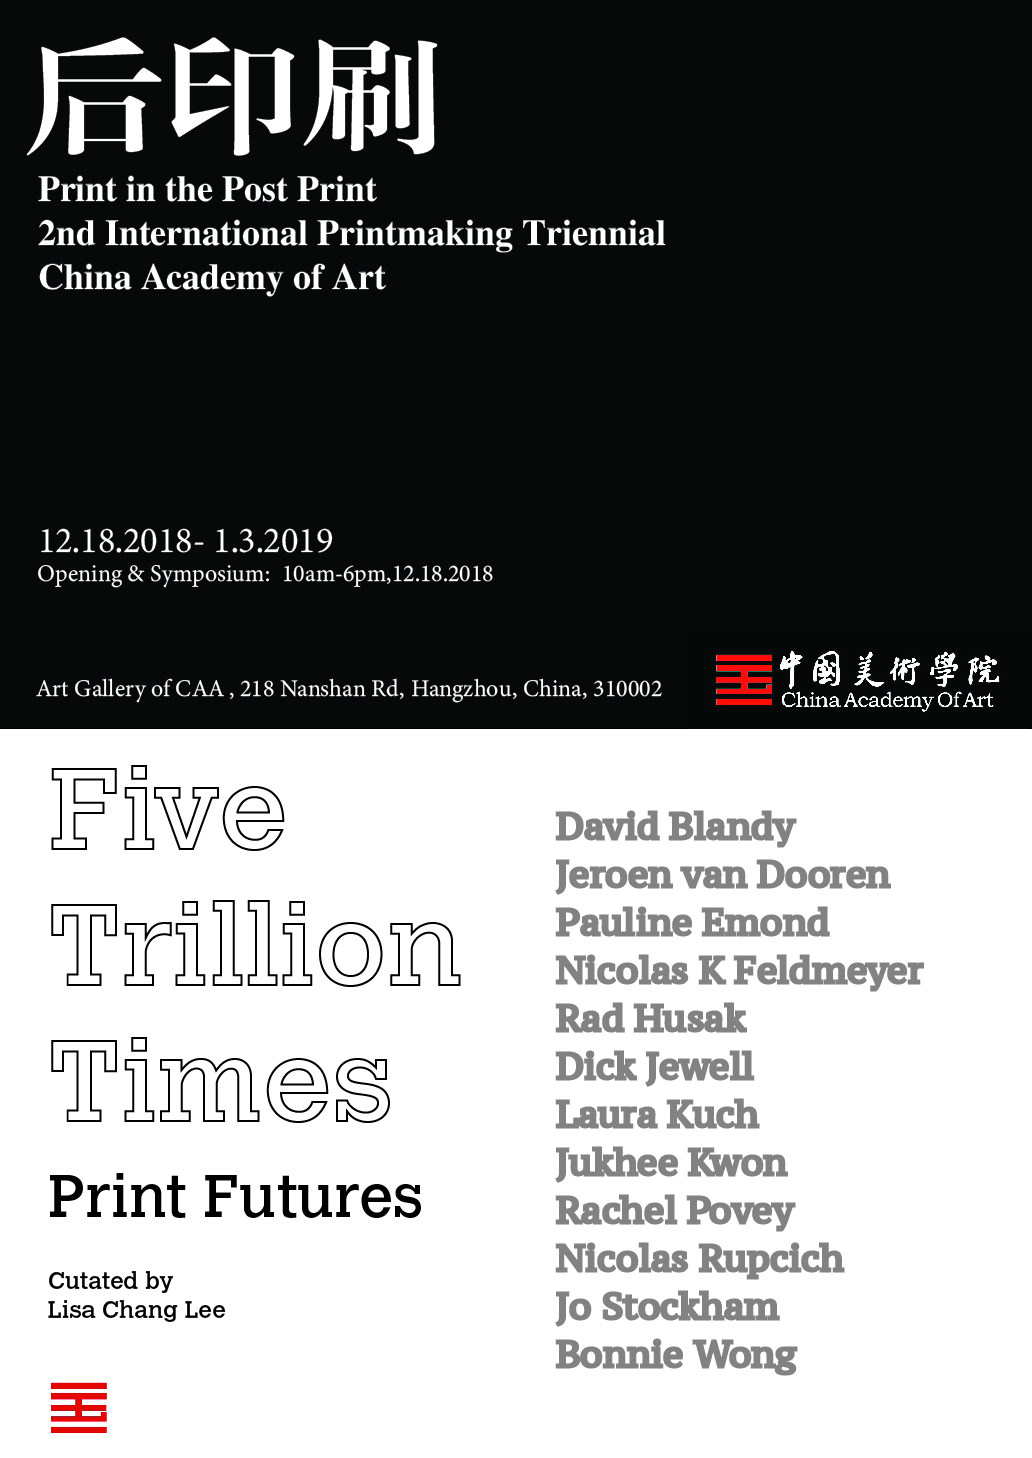 后印刷
Print in the Post Print
2nd International Printmaking Triennial
China Academy of Art
12.18.2018- 1.3.2019
Opening & Symposium:  10am-6pm,12.18.2018
Art Gallery of CAA , 218 Nanshan Rd, Hangzhou, China, 310002
中國美術學院
China Academy Of Art
Five
Trillion
Times
Print Futures
Cutated by
Lisa Chang Lee
David Blandy
Jeroen van Dooren
Pauline Emond
Nicolas K Feldmeyer
Rad Husak
Dick Jewell
Laura Kuch
Jukhee Kwon
Rachel Povey
Nicolas Rupcich
Jo Stockham
Bonnie Wong